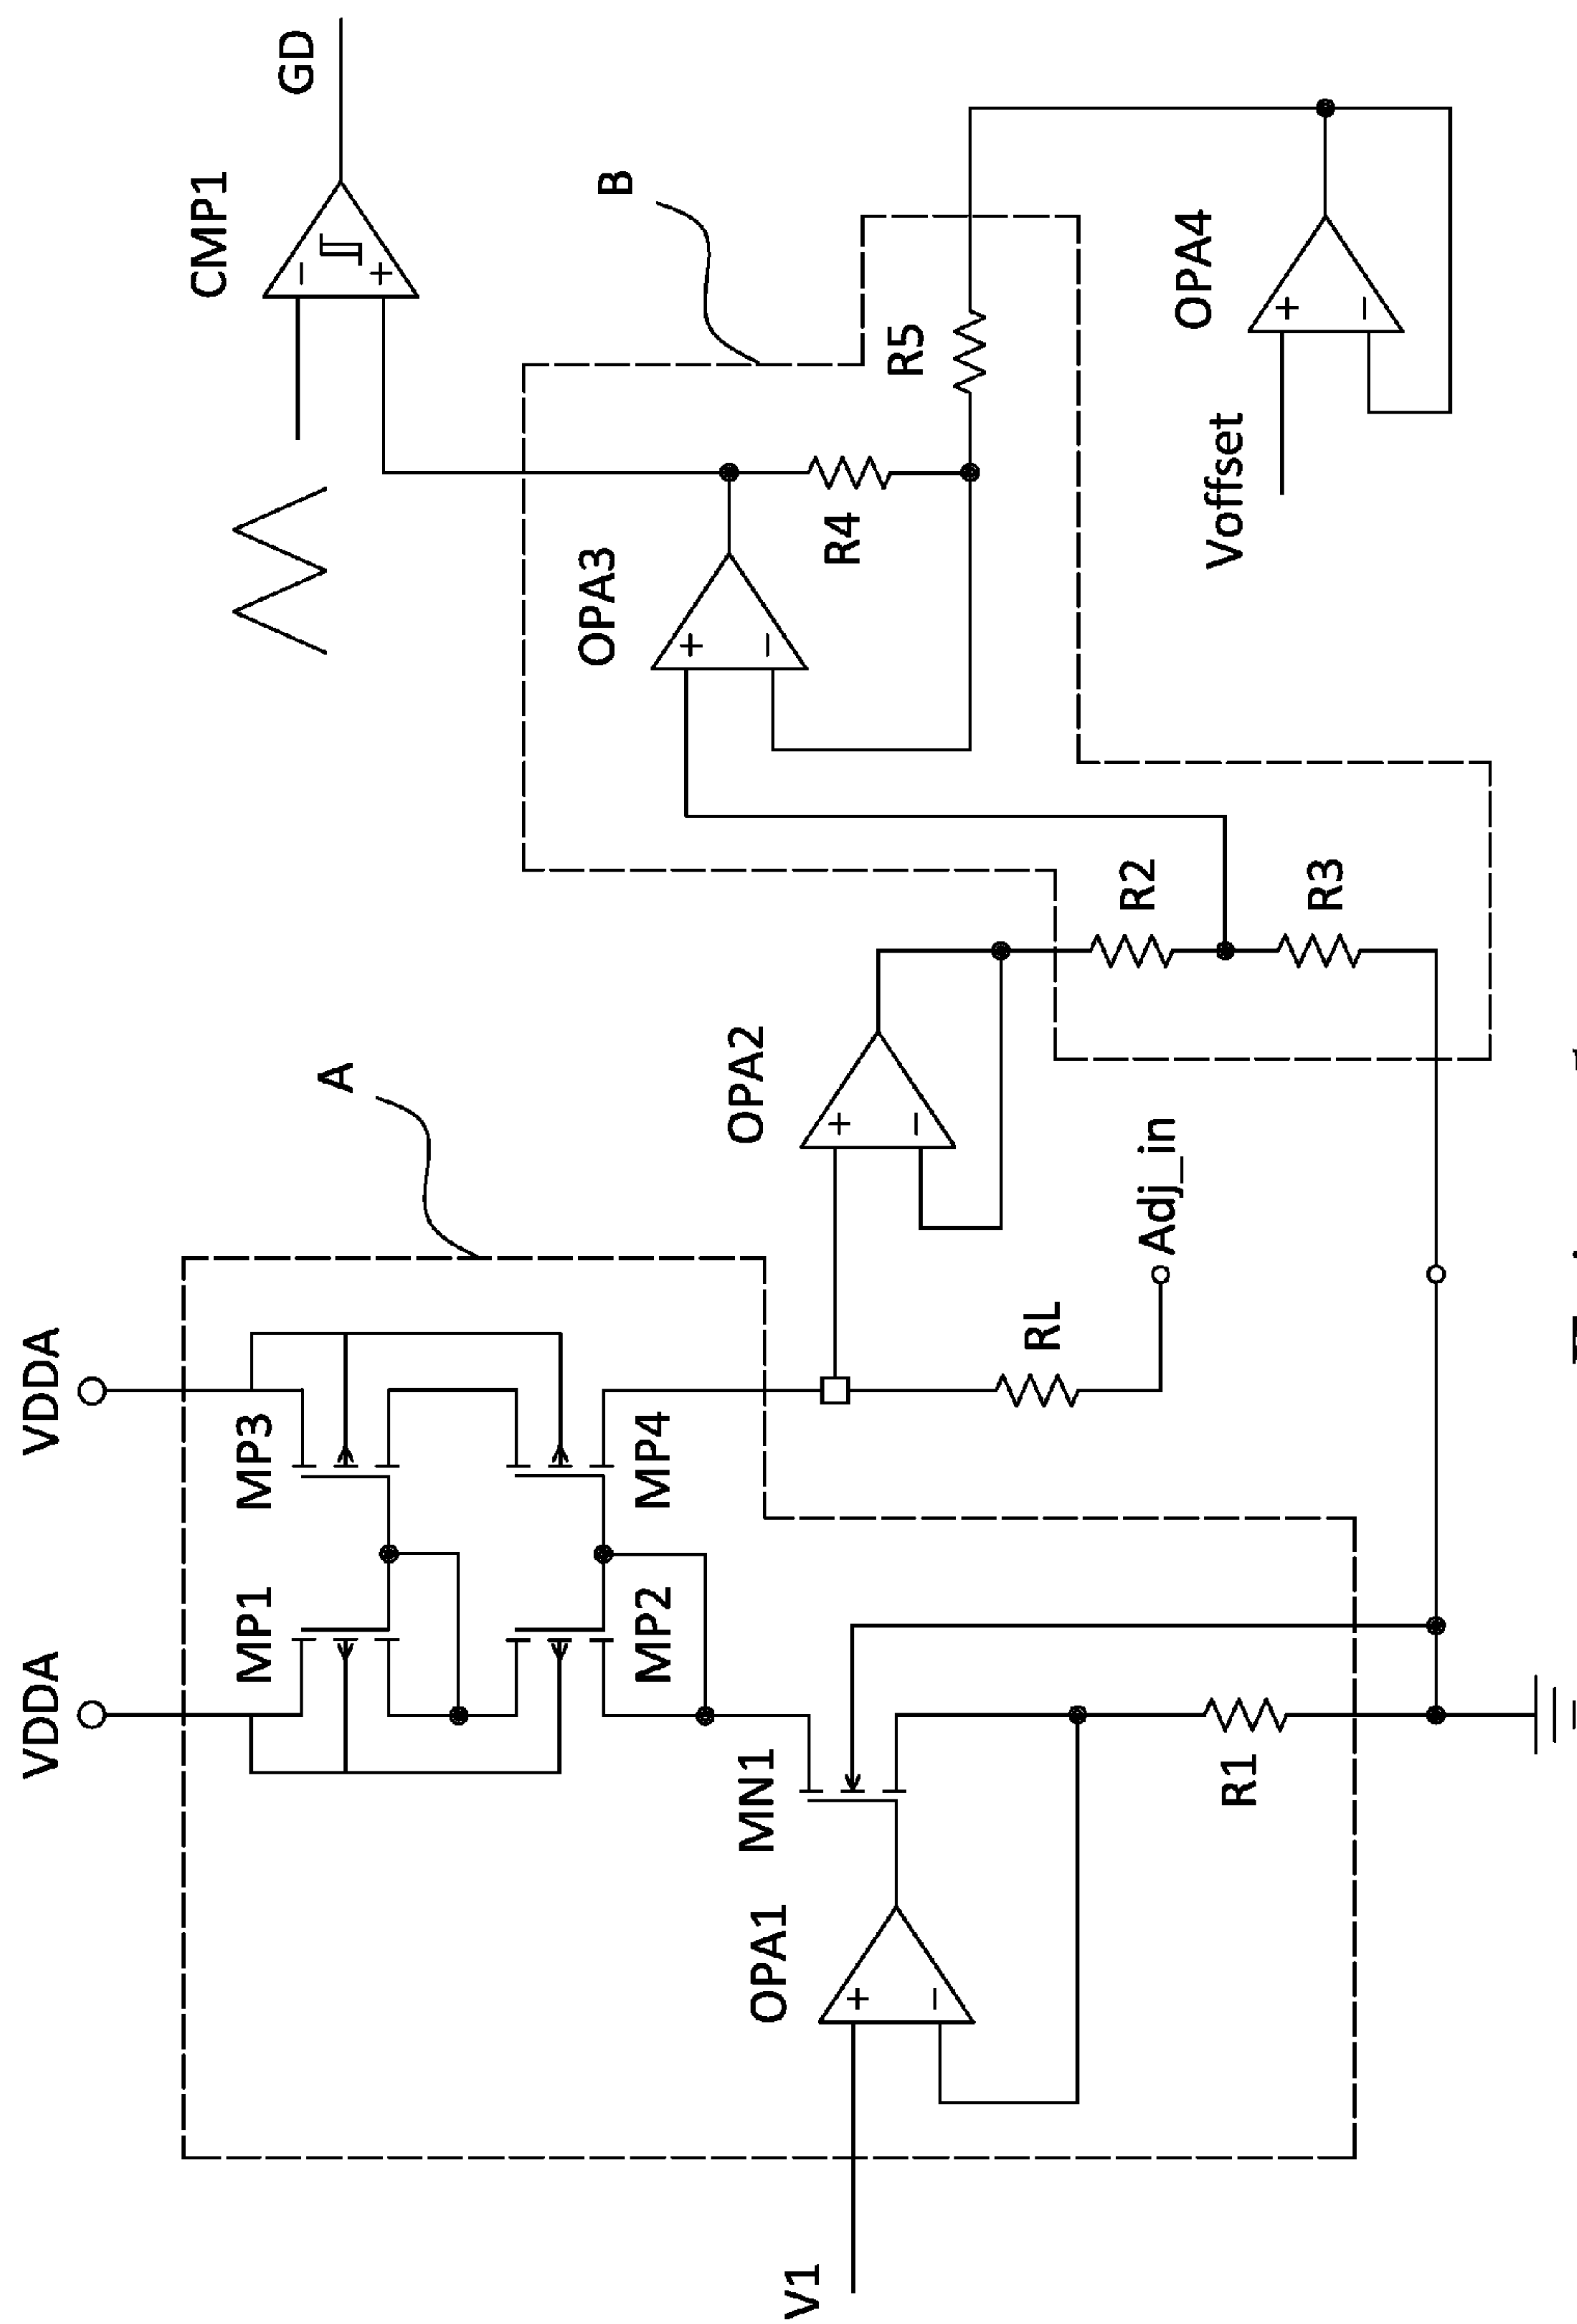 VDDA
VDDA
A
MP1
MP3
MP2
MP4
MN1
OPA1
+
−
V1
R1
RL
Adj_in
OPA2
+
−
R2
R3
B
OPA3
+
−
R4
R5
CMP1
−
+
GD
OPA4
+
−
Voffset